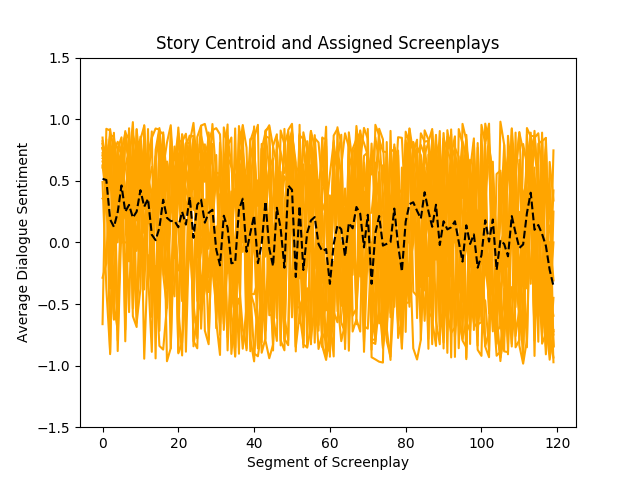 Story Centroid and Assigned Screenplays
1.5
1.0
0.5
0.0
−0.5
−1.0
−1.5
Average Dialogue Sentiment
0 20 40 60 80 100 120
Segment of Screenplay